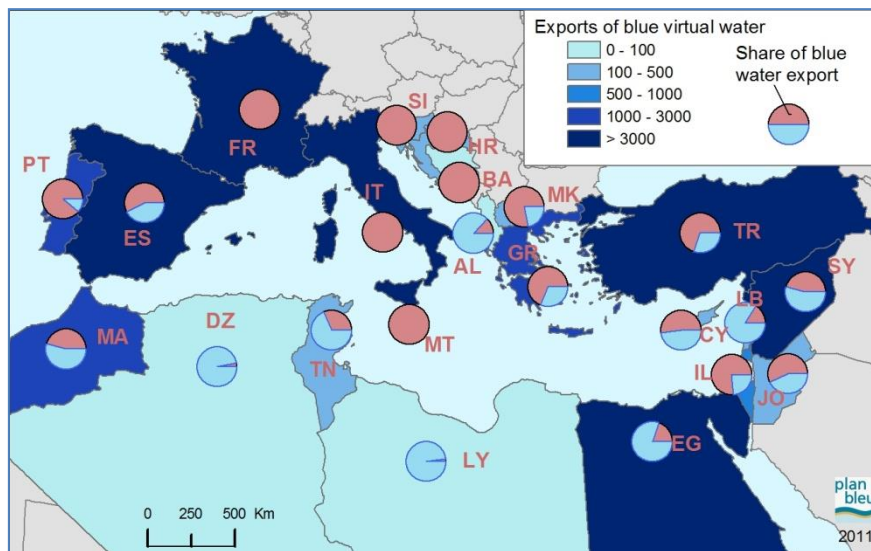 Exports of blue virtual water
0 - 100
100 - 500
500 - 1000
1000 - 3000
> 3000
Share of blue
water export
SI
FR
HR
PT
BA
IT
MK
ES
TR
AL
GR
SY
DZ
LB
MA
CY
TN
MT
IL
JO
EG
LY
0 250 500 Km
plan
bleu
2011